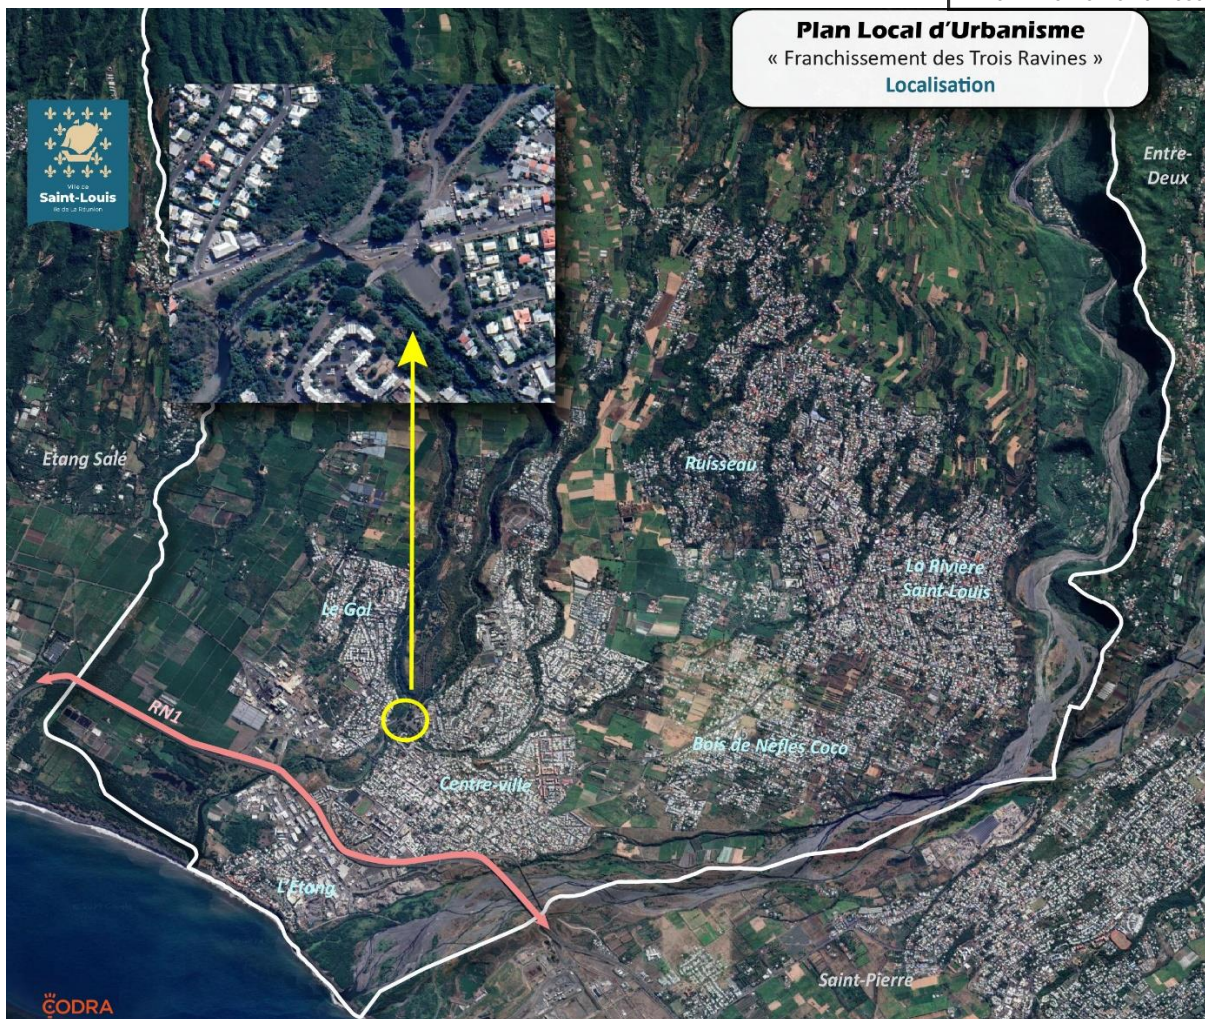 Plan Local d'Urbanisme
« Franchissement des Trois Ravines »
Localisation
Ville de
Saint-Louis
Ile de La Réunion
Entre-
Deux
Etang Salé
Ruisseau
La Rivière
Saint-Louis
Le Gol
RN1
Bois de Nèfles Coco
Centre-ville
L'Etang
Saint-Pierre
CODRA